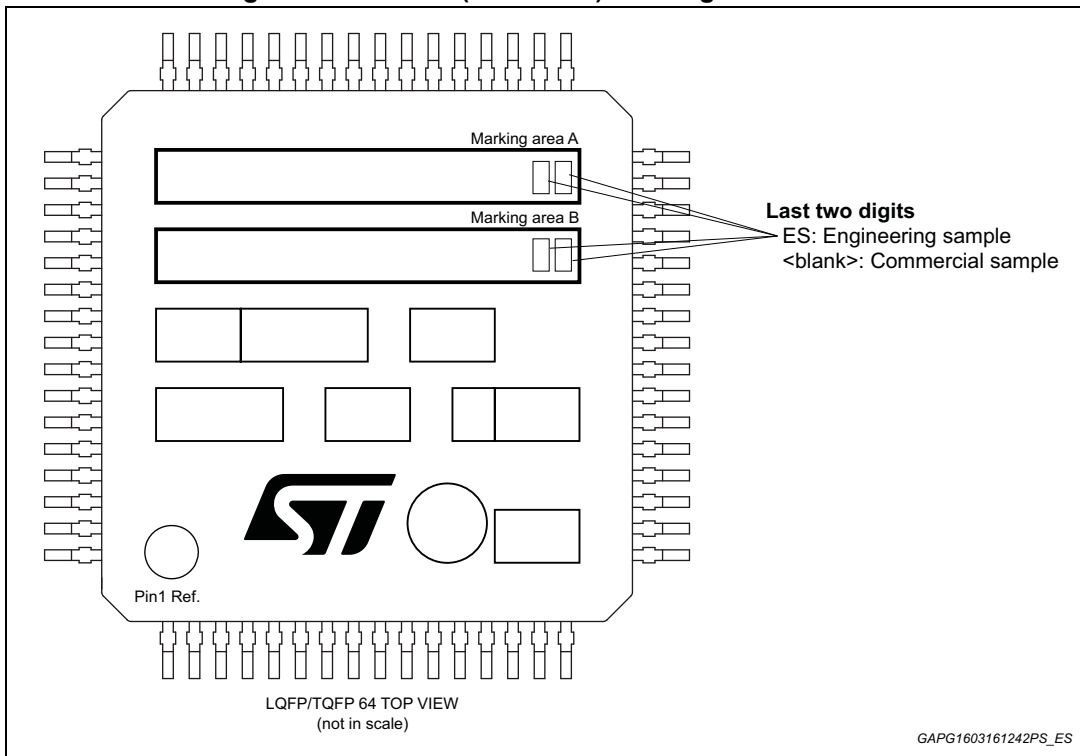 Marking area A
Marking area B
Last two digits
ES: Engineering sample
<blank>: Commercial sample
ST
Pin1 Ref.
LQFP/TQFP 64 TOP VIEW
(not in scale)
GAPG1603161242PS_ES